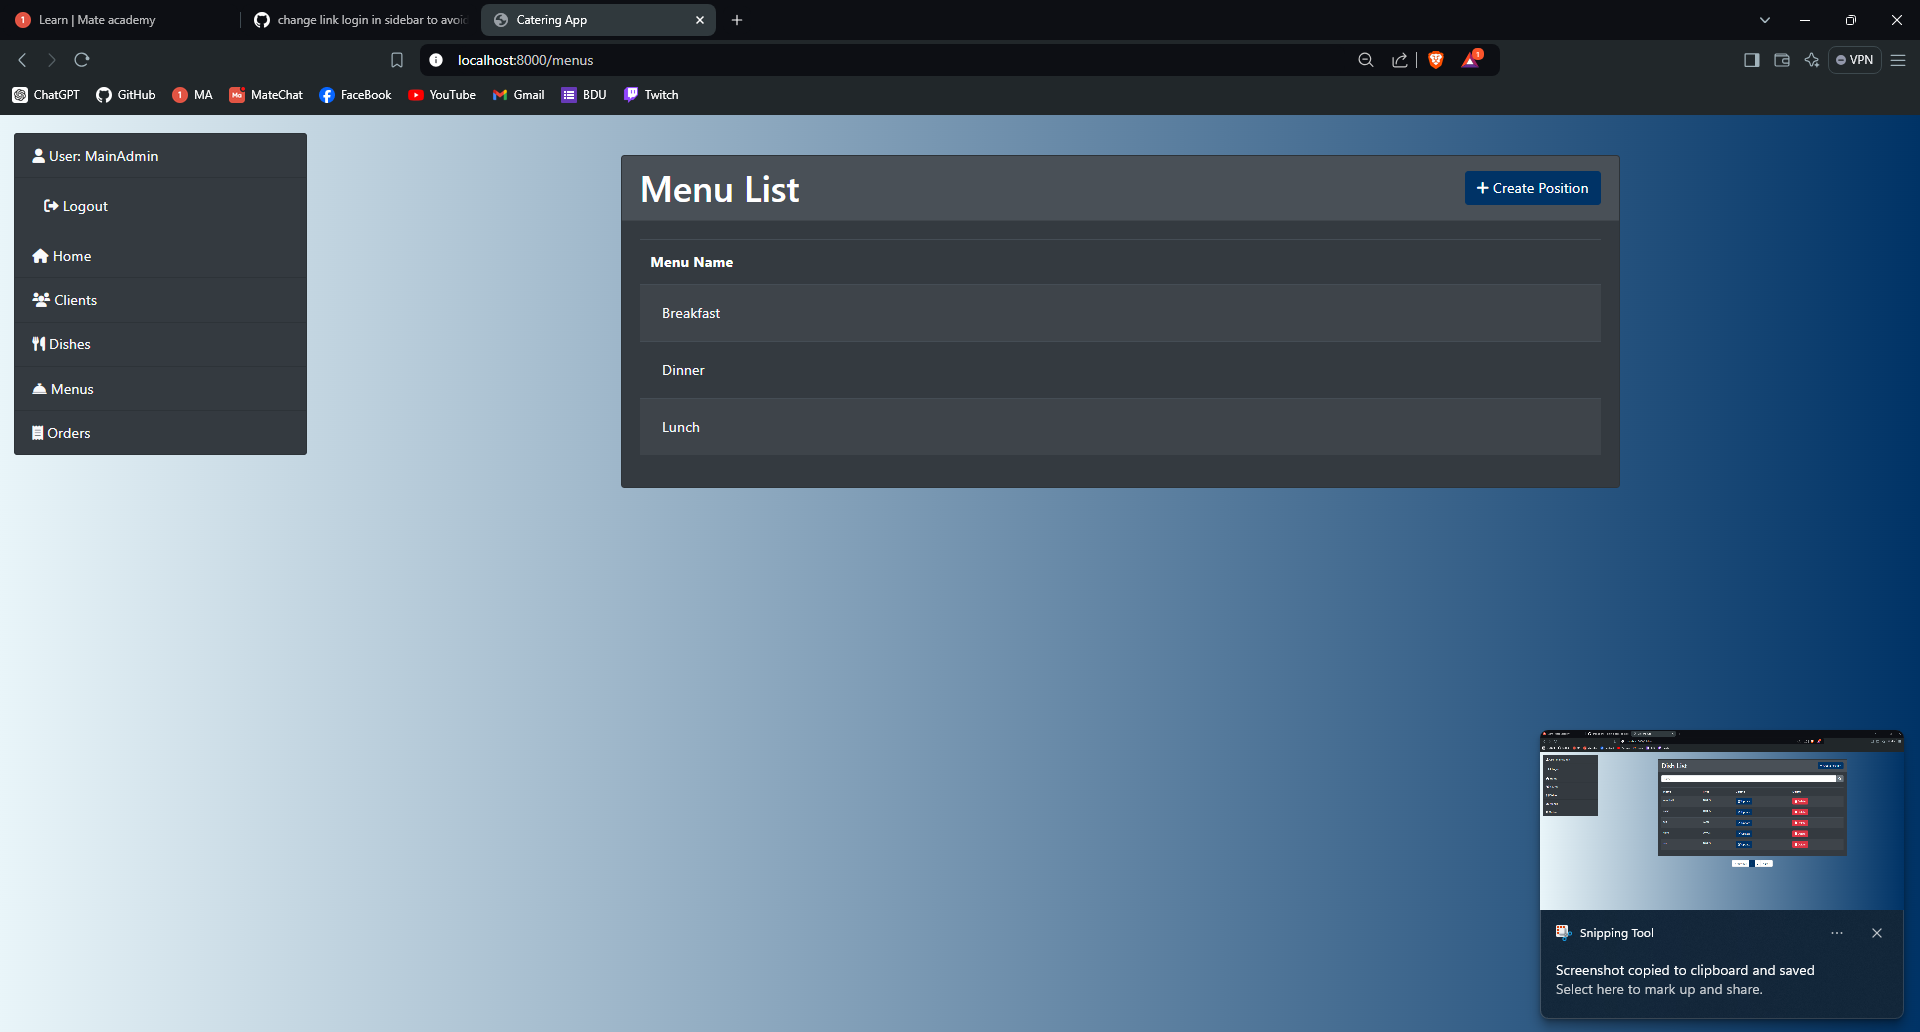 Learn | Mate academy
change link login in sidebar to avoi
Catering App
localhost:8000/menus
1
VPN
ChatGPT
GitHub
MA
MateChat
FaceBook
YouTube
Gmail
BDU
Twitch
User: MainAdmin
Logout
Home
Clients
Dishes
Menus
Orders
Menu List
Create Position
Menu Name
Breakfast
Dinner
Lunch
Dish List
Snipping Tool
Screenshot copied to clipboard and saved
Select here to mark up and share.